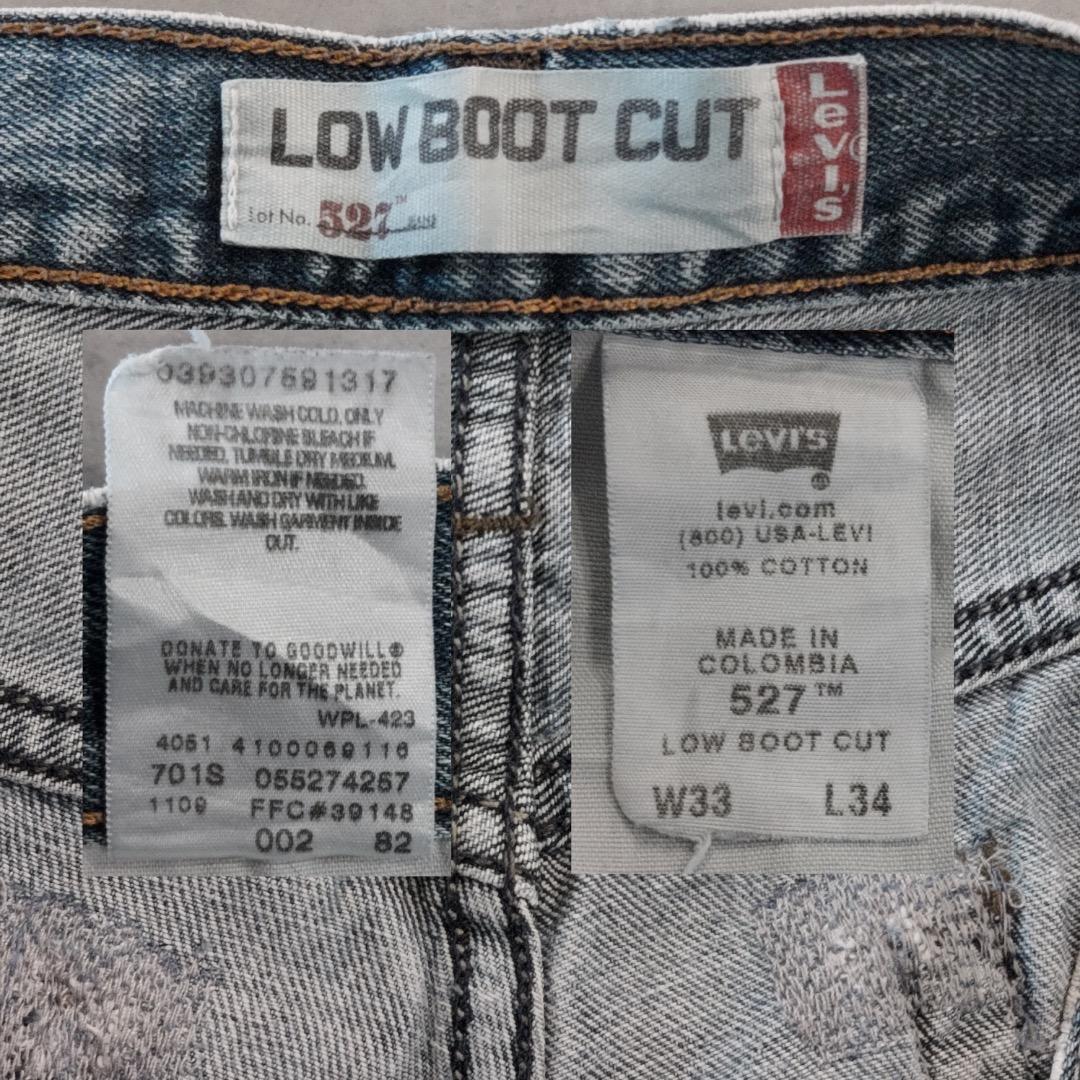 LOW BOOT CUT
Levi's
Lot No. 527™ JEANS
039307591317
MACHINE WASH COLD. ONLY
NON-CHLORINE BLEACH IF
NEEDED, TUMBLE DRY MEDIUM.
WARM IRON IF NEEDED.
WASH AND DRY WITH LIKE
COLORS. WASH GARMENT INSIDE
OUT.
DONATE TO GOODWILL®
WHEN NO LONGER NEEDED
AND CARE FOR THE PLANET.
WPL-423
4051 4100069116
701S 055274257
1109 FFC#39148
002 82
LEVI'S
®
levi.com
(800) USA-LEVI
100% COTTON
MADE IN
COLOMBIA
527™
LOW BOOT CUT
W33 L34